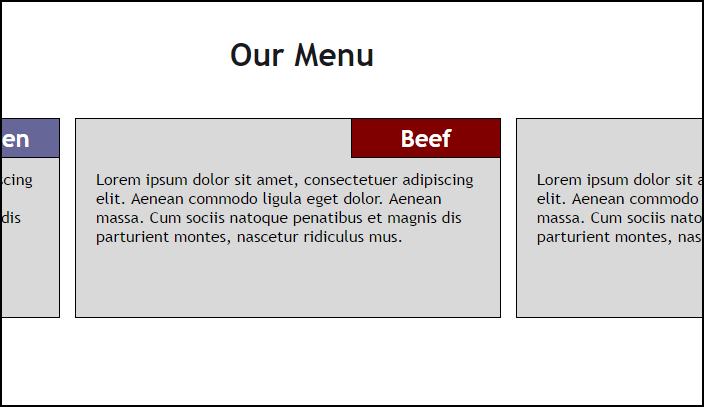 Our Menu
en
scing
dis
Beef
Lorem ipsum dolor sit amet, consectetuer adipiscing
elit. Aenean commodo ligula eget dolor. Aenean
massa. Cum sociis natoque penatibus et magnis dis
parturient montes, nascetur ridiculus mus.
Lorem ipsum dolor sit a
elit. Aenean commodo
massa. Cum sociis nato
parturient montes, nas